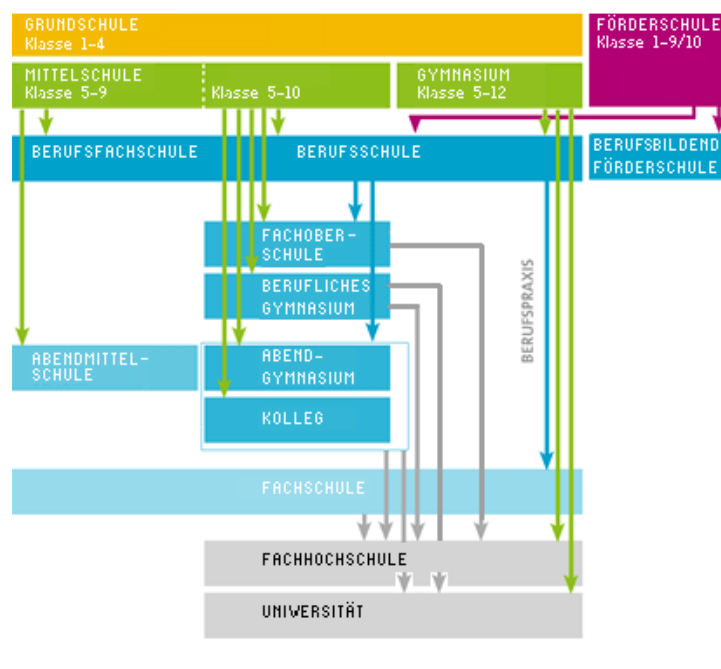 GRUNDSCHULE
Klasse 1-4
FÖRDERSCHULE
Klasse 1-9/10
MITTELSCHULE
Klasse 5-9
Klasse 5-10
GYMNASIUM
Klasse 5-12
BERUFSFACHSCHULE
BERUFSSCHULE
BERUFSBILDEND
FÖRDERSCHULE
FACHOBER-
SCHULE
BERUFLICHES
GYMNASIUM
BERUFSPRAXIS
ABENDMITTEL-
SCHULE
ABEND-
GYMNASIUM
KOLLEG
FACHSCHULE
FACHHOCHSCHULE
UNIVERSITÄT